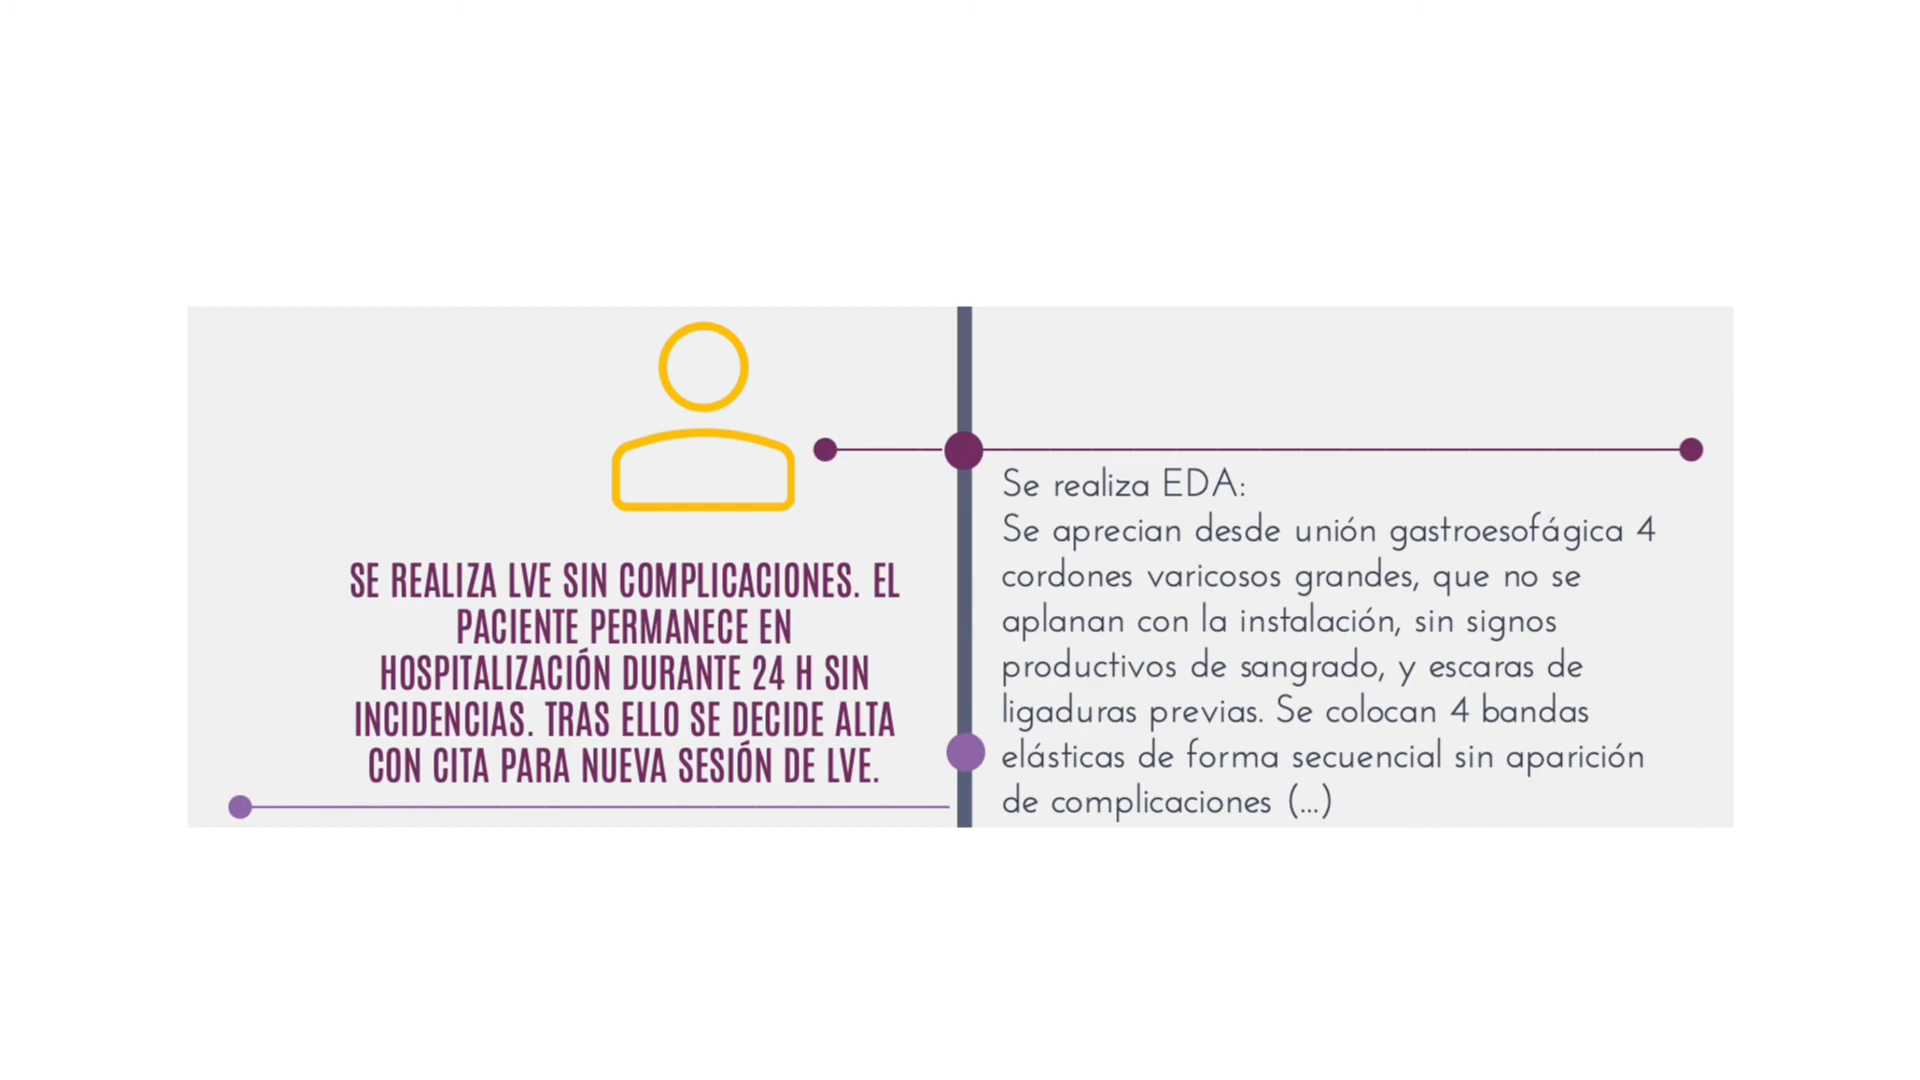 SE REALIZA LVE SIN COMPLICACIONES. EL
PACIENTE PERMANECE EN
HOSPITALIZACIÓN DURANTE 24 H SIN
INCIDENCIAS. TRAS ELLO SE DECIDE ALTA
CON CITA PARA NUEVA SESIÓN DE LVE.
Se realiza EDA:
Se aprecian desde unión gastroesofágica 4
cordones varicosos grandes, que no se
aplanan con la instalación, sin signos
productivos de sangrado, y escaras de
ligaduras previas. Se colocan 4 bandas
elásticas de forma secuencial sin aparición
de complicaciones (...)